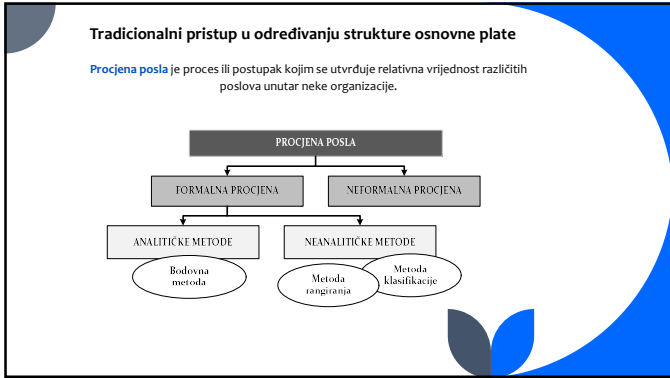 Tradicionalni pristup u određivanju strukture osnovne plate
Procjena posla je proces ili postupak kojim se utvrđuje relativna vrijednost različitih
poslova unutar neke organizacije.
PROCJENA POSLA
FORMALNA PROCJENA
NEFORMALNA PROCJENA
ANALITIČKE METODE
NEANALITIČKE METODE
Bodovna
metoda
Metoda
rangiranja
Metoda
klasifikacije